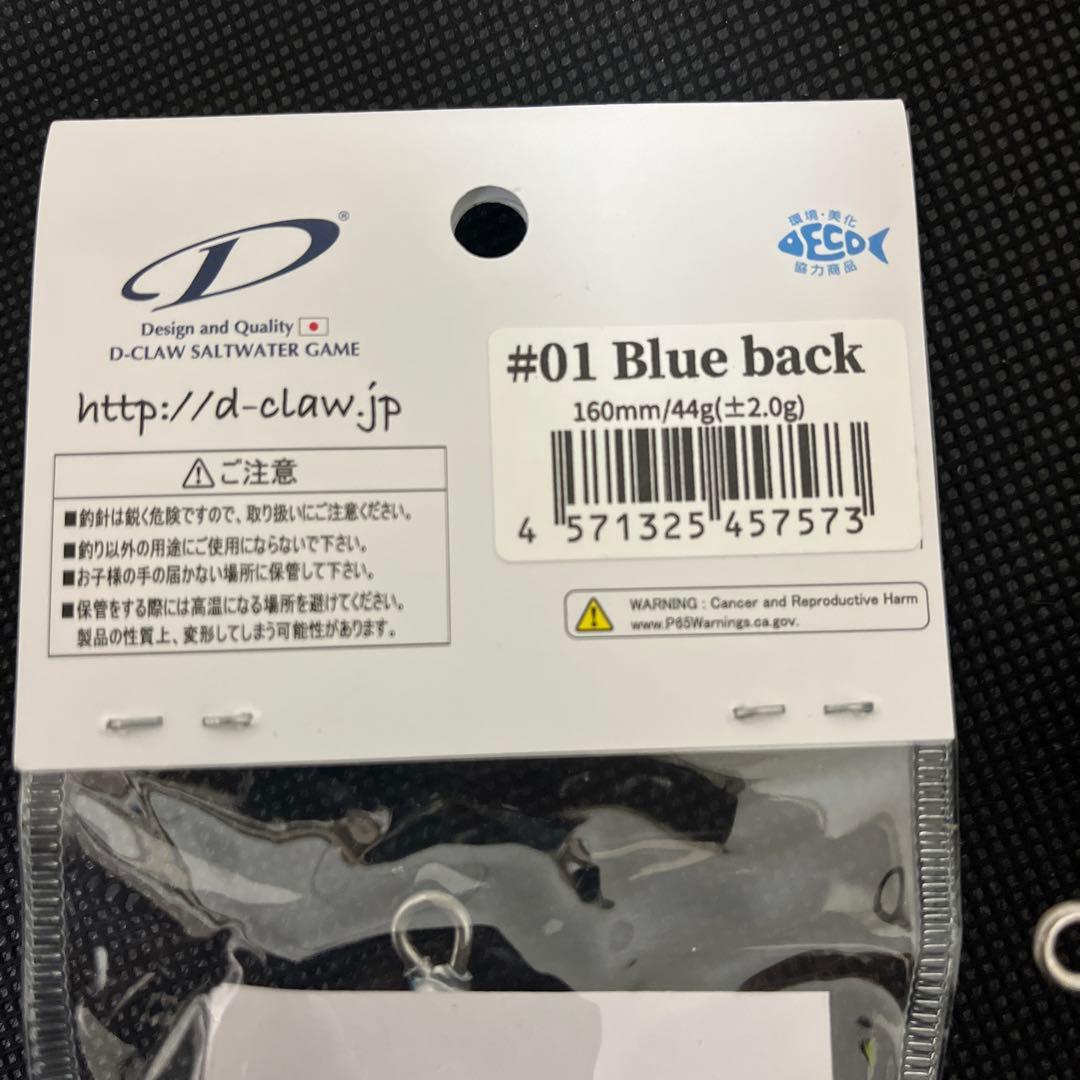 D®
Design and Quality
D-CLAW SALTWATER GAME
http://d-claw.jp
ご注意
■釣針は鋭く危険ですので、取り扱いにご注意ください。
■釣り以外の用途にご使用にならないで下さい。
■お子様の手の届かない場所に保管して下さい。
■保管をする際には高温になる場所を避けてください。
製品の性質上、変形してしまう可能性があります。
環境・美化
DECO
協力商品
#01 Blue back
160mm/44g(±2.0g)
4 571325 457573
WARNING : Cancer and Reproductive Harm
www.P65Warnings.ca.gov.